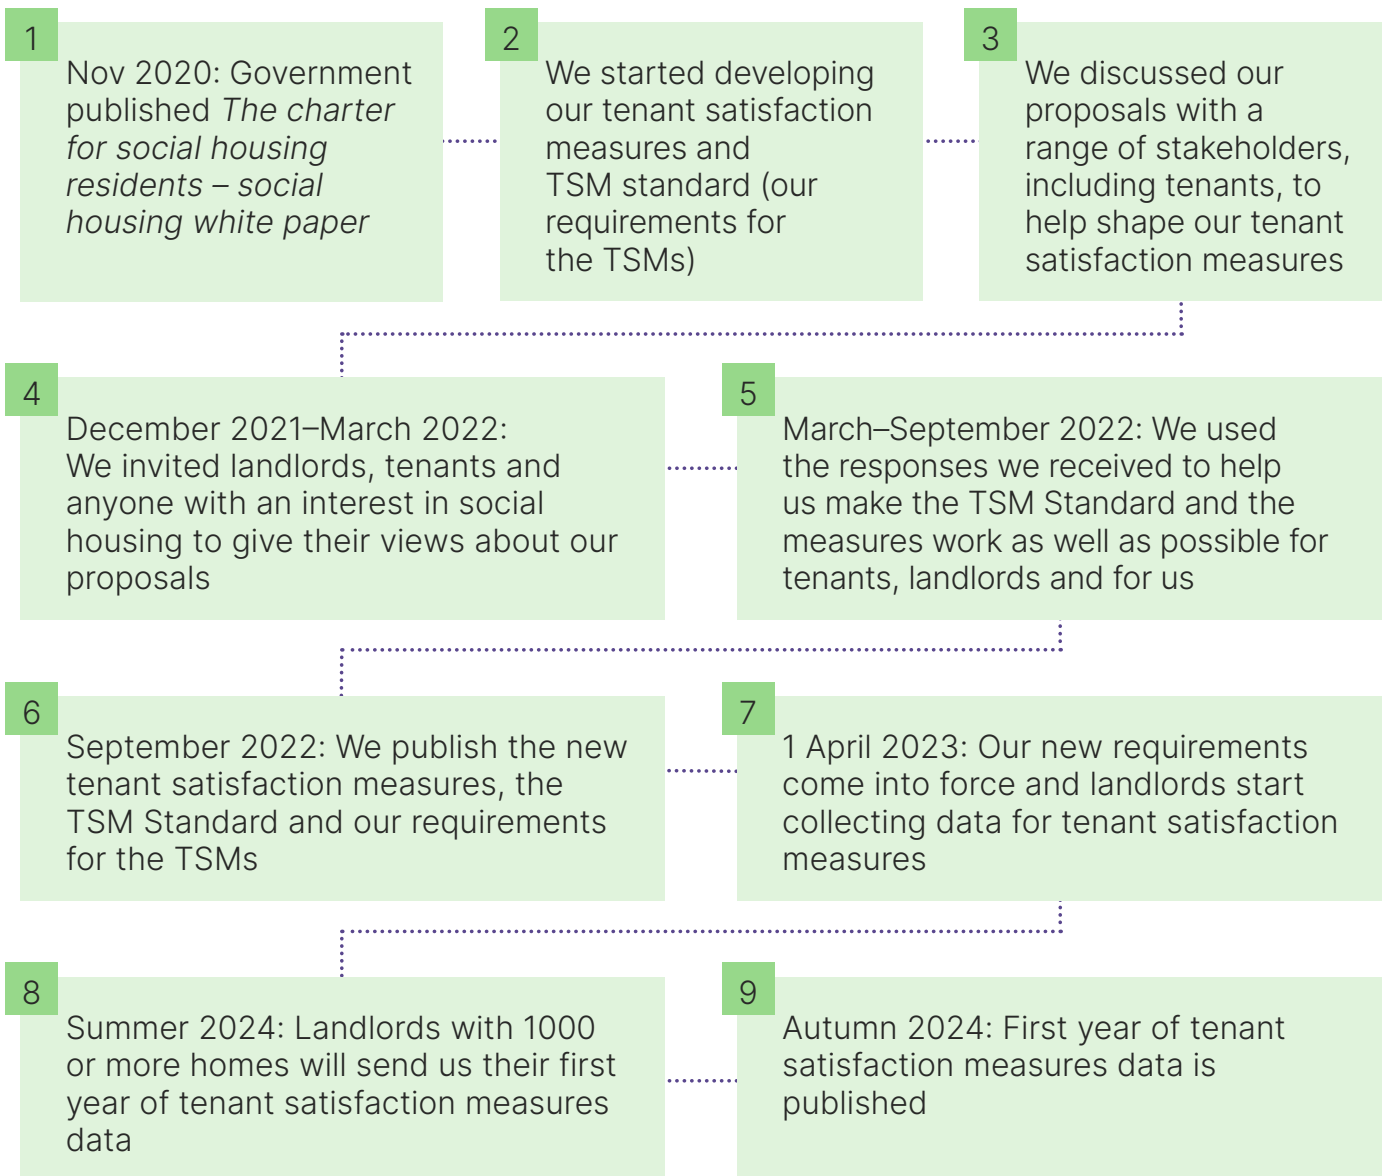 1
Nov 2020: Government
published The charter
for social housing
residents – social
housing white paper
2
We started developing
our tenant satisfaction
measures and
TSM standard (our
requirements for
the TSMs)
3
We discussed our
proposals with a
range of stakeholders,
including tenants, to
help shape our tenant
satisfaction measures
4
December 2021–March 2022:
We invited landlords, tenants and
anyone with an interest in social
housing to give their views about our
proposals
5
March–September 2022: We used
the responses we received to help
us make the TSM Standard and the
measures work as well as possible for
tenants, landlords and for us
6
September 2022: We publish the new
tenant satisfaction measures, the
TSM Standard and our requirements
for the TSMs
7
1 April 2023: Our new requirements
come into force and landlords start
collecting data for tenant satisfaction
measures
8
Summer 2024: Landlords with 1000
or more homes will send us their first
year of tenant satisfaction measures
data
9
Autumn 2024: First year of tenant
satisfaction measures data is
published